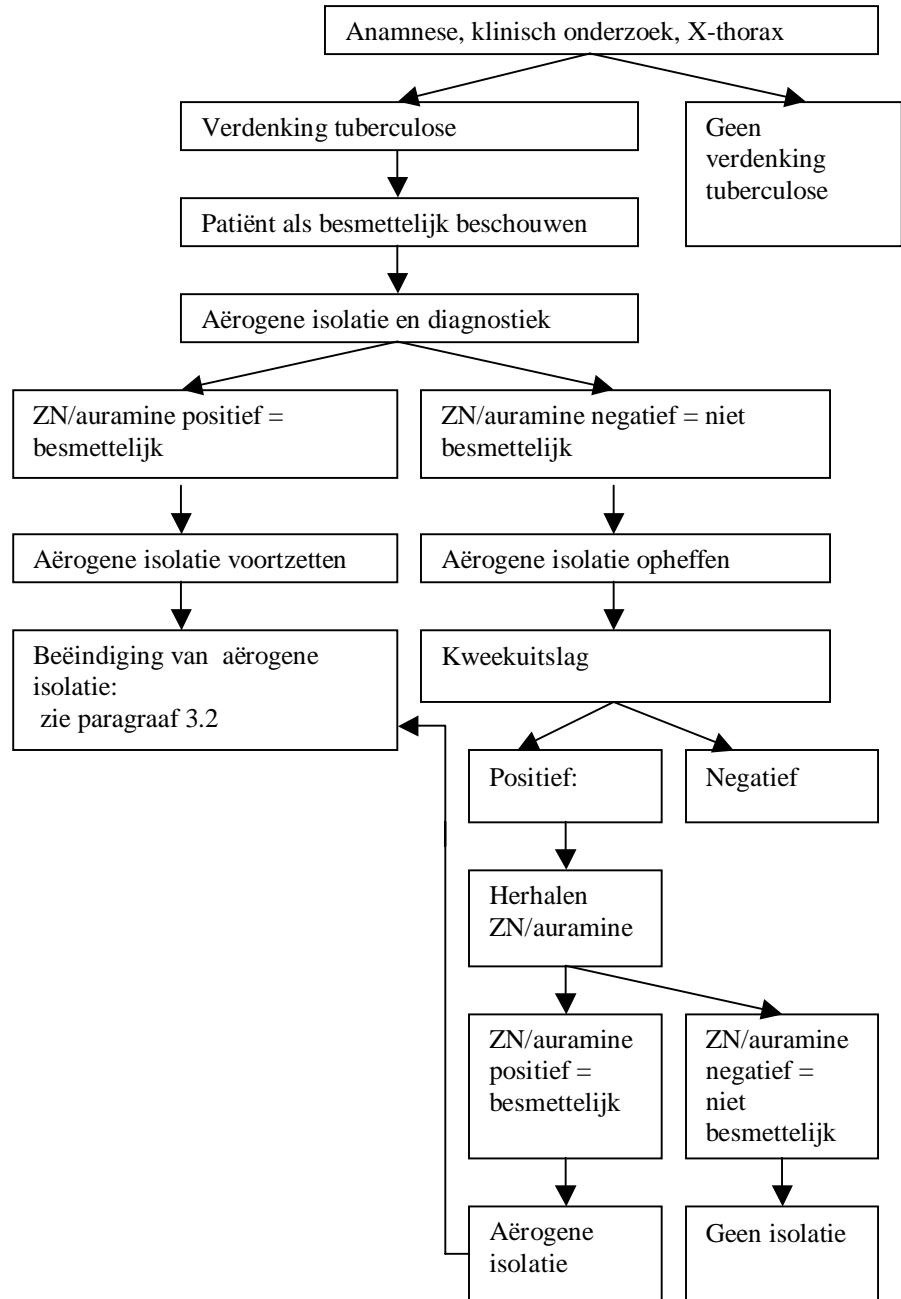 Anamnese, klinisch onderzoek, X-thorax
Verdenking tuberculose
Geen
verdenking
tuberculose
Patiënt als besmettelijk beschouwen
Aërogene isolatie en diagnostiek
ZN/auramine positief =
besmettelijk
ZN/auramine negatief = niet
besmettelijk
Aërogene isolatie voortzetten
Aërogene isolatie opheffen
Beëindiging van aërogene
isolatie:
zie paragraaf 3.2
Kweekuitslag
Positief:
Negatief
Herhalen
ZN/auramine
ZN/auramine
positief =
besmettelijk
ZN/auramine
negatief =
niet
besmettelijk
Aërogene
isolatie
Geen isolatie